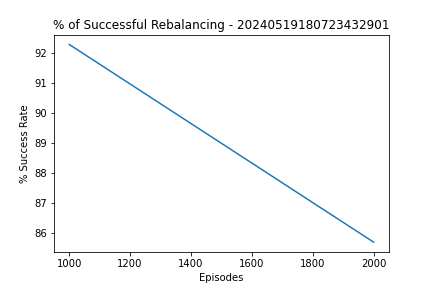 % of Successful Rebalancing - 20240519180723432901
92
91
90
89
88
87
86
% Success Rate
1000 1200 1400 1600 1800 2000
Episodes